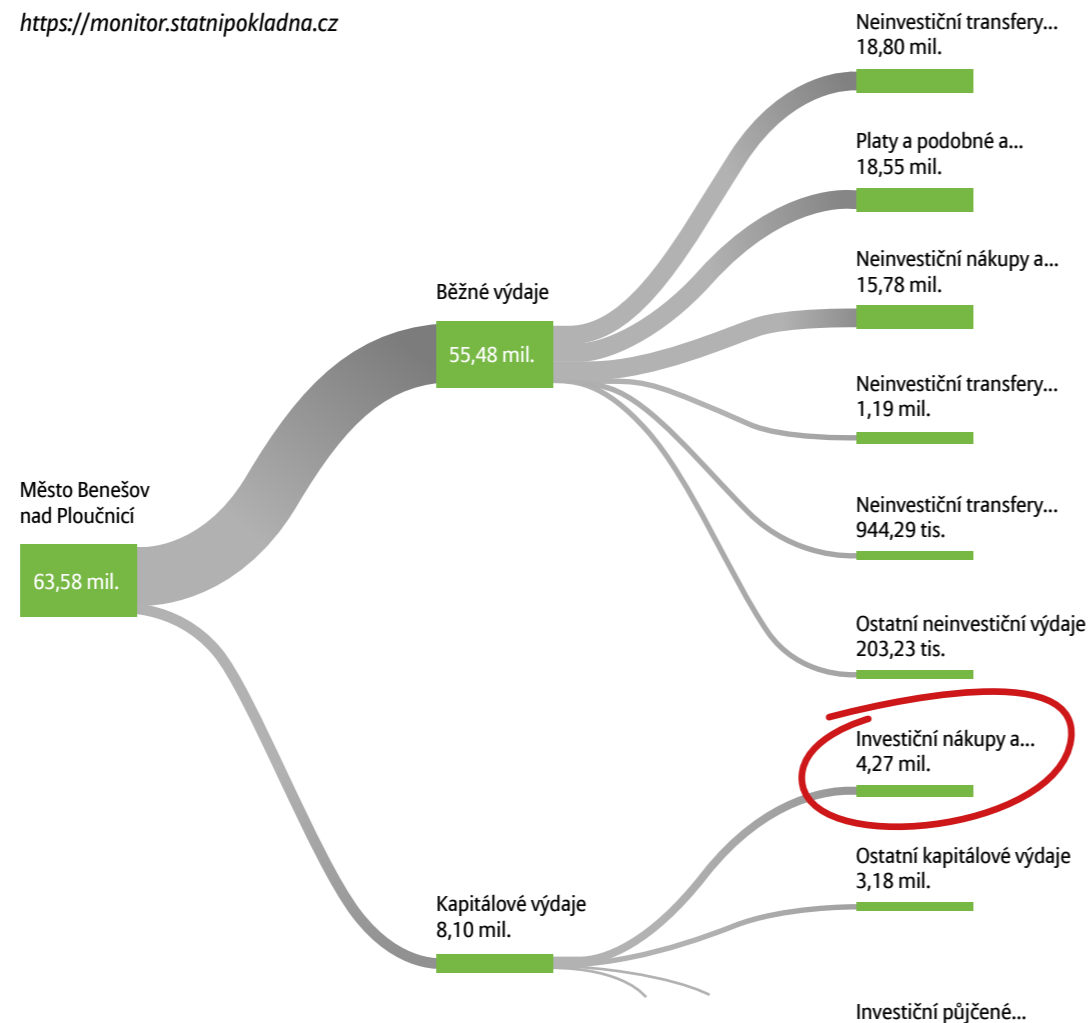 https://monitor.statnipokladna.cz
Neinvestiční transfery...
18,80 mil.
Platy a podobné a...
18,55 mil.
Neinvestiční nákupy a...
15,78 mil.
Běžné výdaje
55,48 mil.
Neinvestiční transfery...
1,19 mil.
Město Benešov
nad Ploučnicí
63,58 mil.
Neinvestiční transfery...
944,29 tis.
Ostatní neinvestiční výdaje
203,23 tis.
Investiční nákupy a...
4,27 mil.
Ostatní kapitálové výdaje
3,18 mil.
Kapitálové výdaje
8,10 mil.
Investiční půjčené...